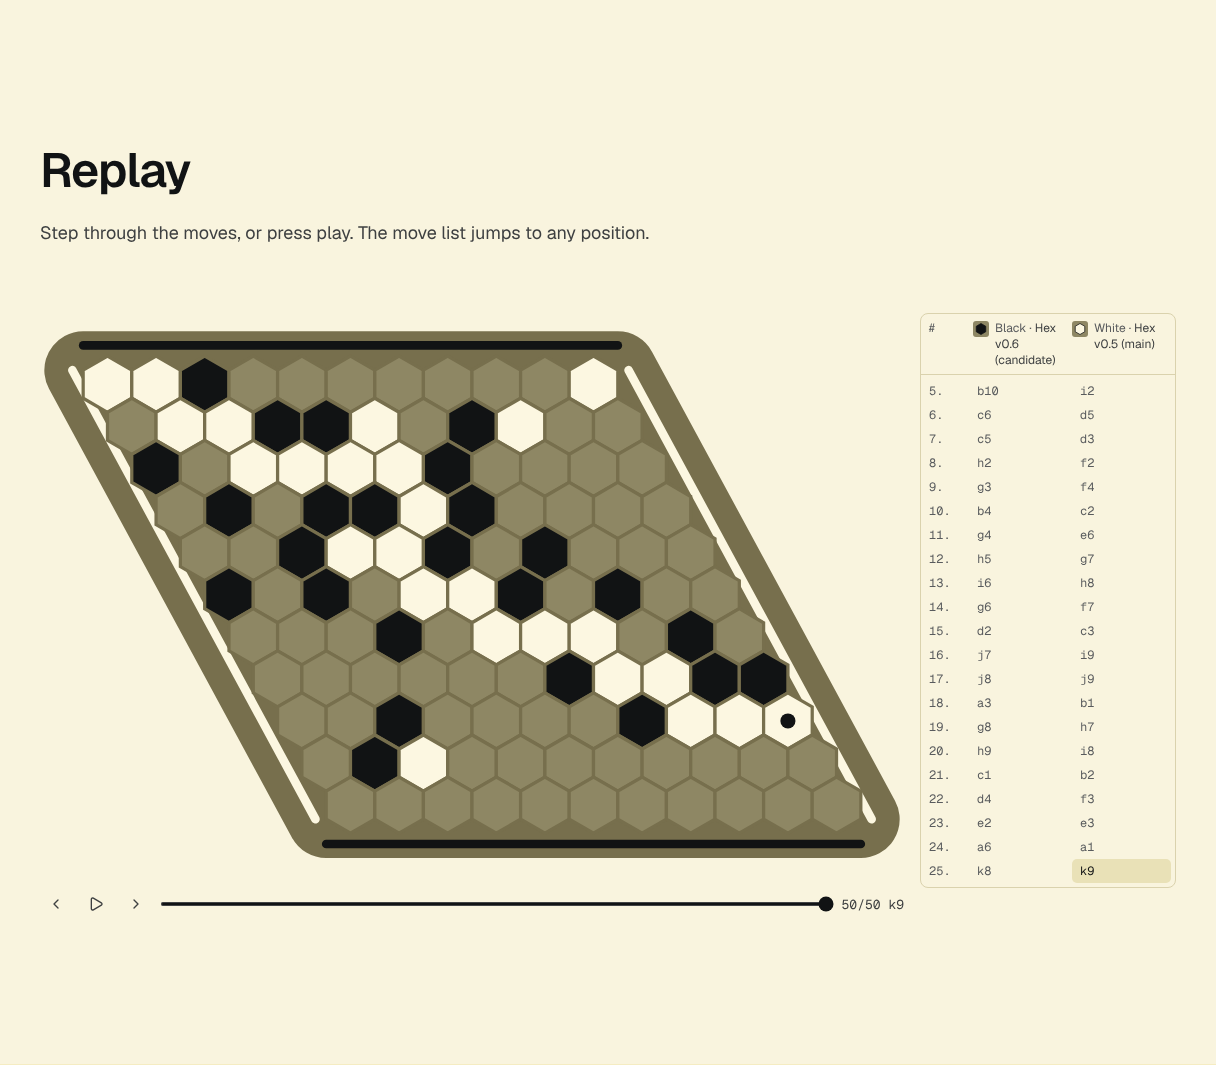 Replay
Step through the moves, or press play. The move list jumps to any position.
# Black · Hex v0.6 (candidate) White · Hex v0.5 (main)
5. b10 i2
6. c6 d5
7. c5 d3
8. h2 f2
9. g3 f4
10. b4 c2
11. g4 e6
12. h5 g7
13. i6 h8
14. g6 f7
15. d2 c3
16. j7 i9
17. j8 j9
18. a3 b1
19. g8 h7
20. h9 i8
21. c1 b2
22. d4 f3
23. e2 e3
24. a6 a1
25. k8 k9
50/50 k9